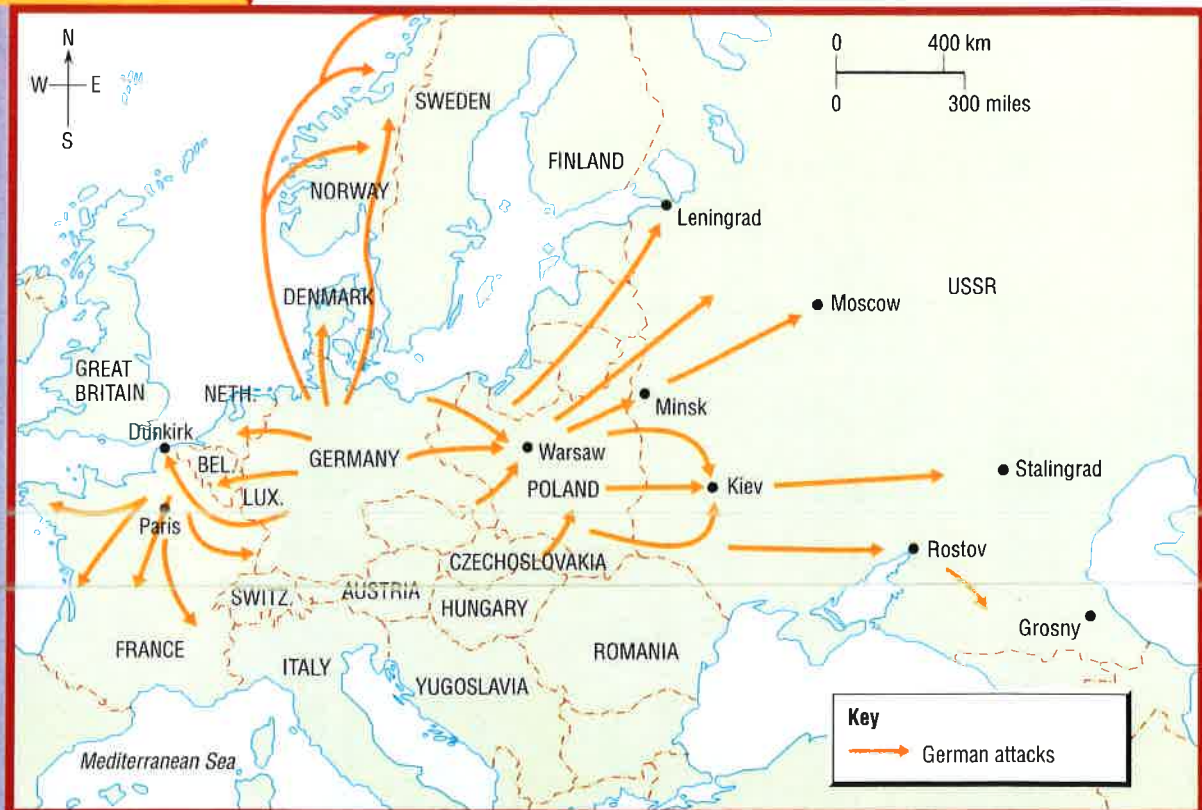 N
W E
S
0 400 km
0 300 miles
SWEDEN
FINLAND
NORWAY
Leningrad
DENMARK
USSR
Moscow
GREAT
BRITAIN
NETH.
Minsk
Dunkirk
BEL.
GERMANY
Warsaw
Stalingrad
LUX.
POLAND
Kiev
Paris
Rostov
CZECHOSLOVAKIA
SWITZ.
AUSTRIA
HUNGARY
Grosny
FRANCE
ITALY
ROMANIA
YUGOSLAVIA
Mediterranean Sea
Key
German attacks